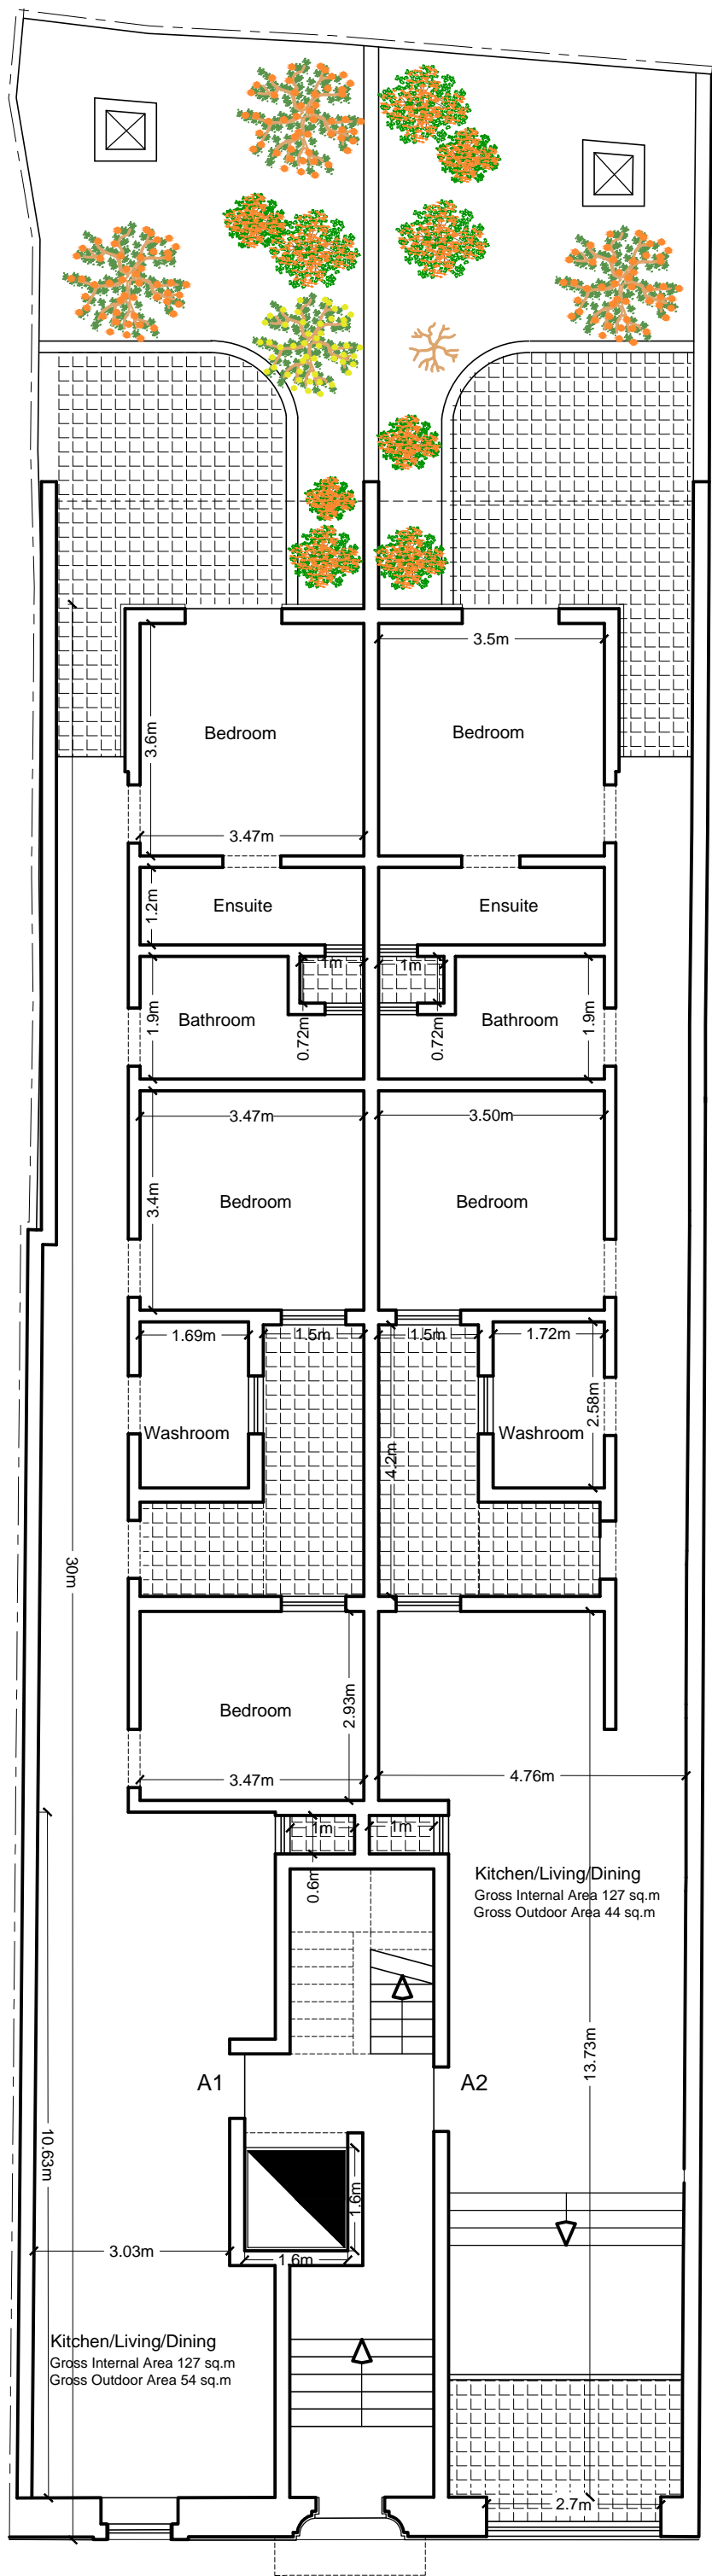 3.5m
Bedroom
Bedroom
3.6m
3.47m
1.2m
Ensuite
Ensuite
1m
1m
1.9m
Bathroom
0.72m
0.72m
Bathroom
1.9m
3.47m
3.50m
3.4m
Bedroom
Bedroom
1.69m
1.5m
1.5m
1.72m
2.58m
Washroom
Washroom
4.2m
30m
Bedroom
2.93m
3.47m
4.76m
1m
1m
0.6m
Kitchen/Living/Dining
Gross Internal Area 127 sq.m
Gross Outdoor Area 44 sq.m
13.73m
A1
A2
10.63m
1.6m
3.03m
1.6m
Kitchen/Living/Dining
Gross Internal Area 127 sq.m
Gross Outdoor Area 54 sq.m
2.7m